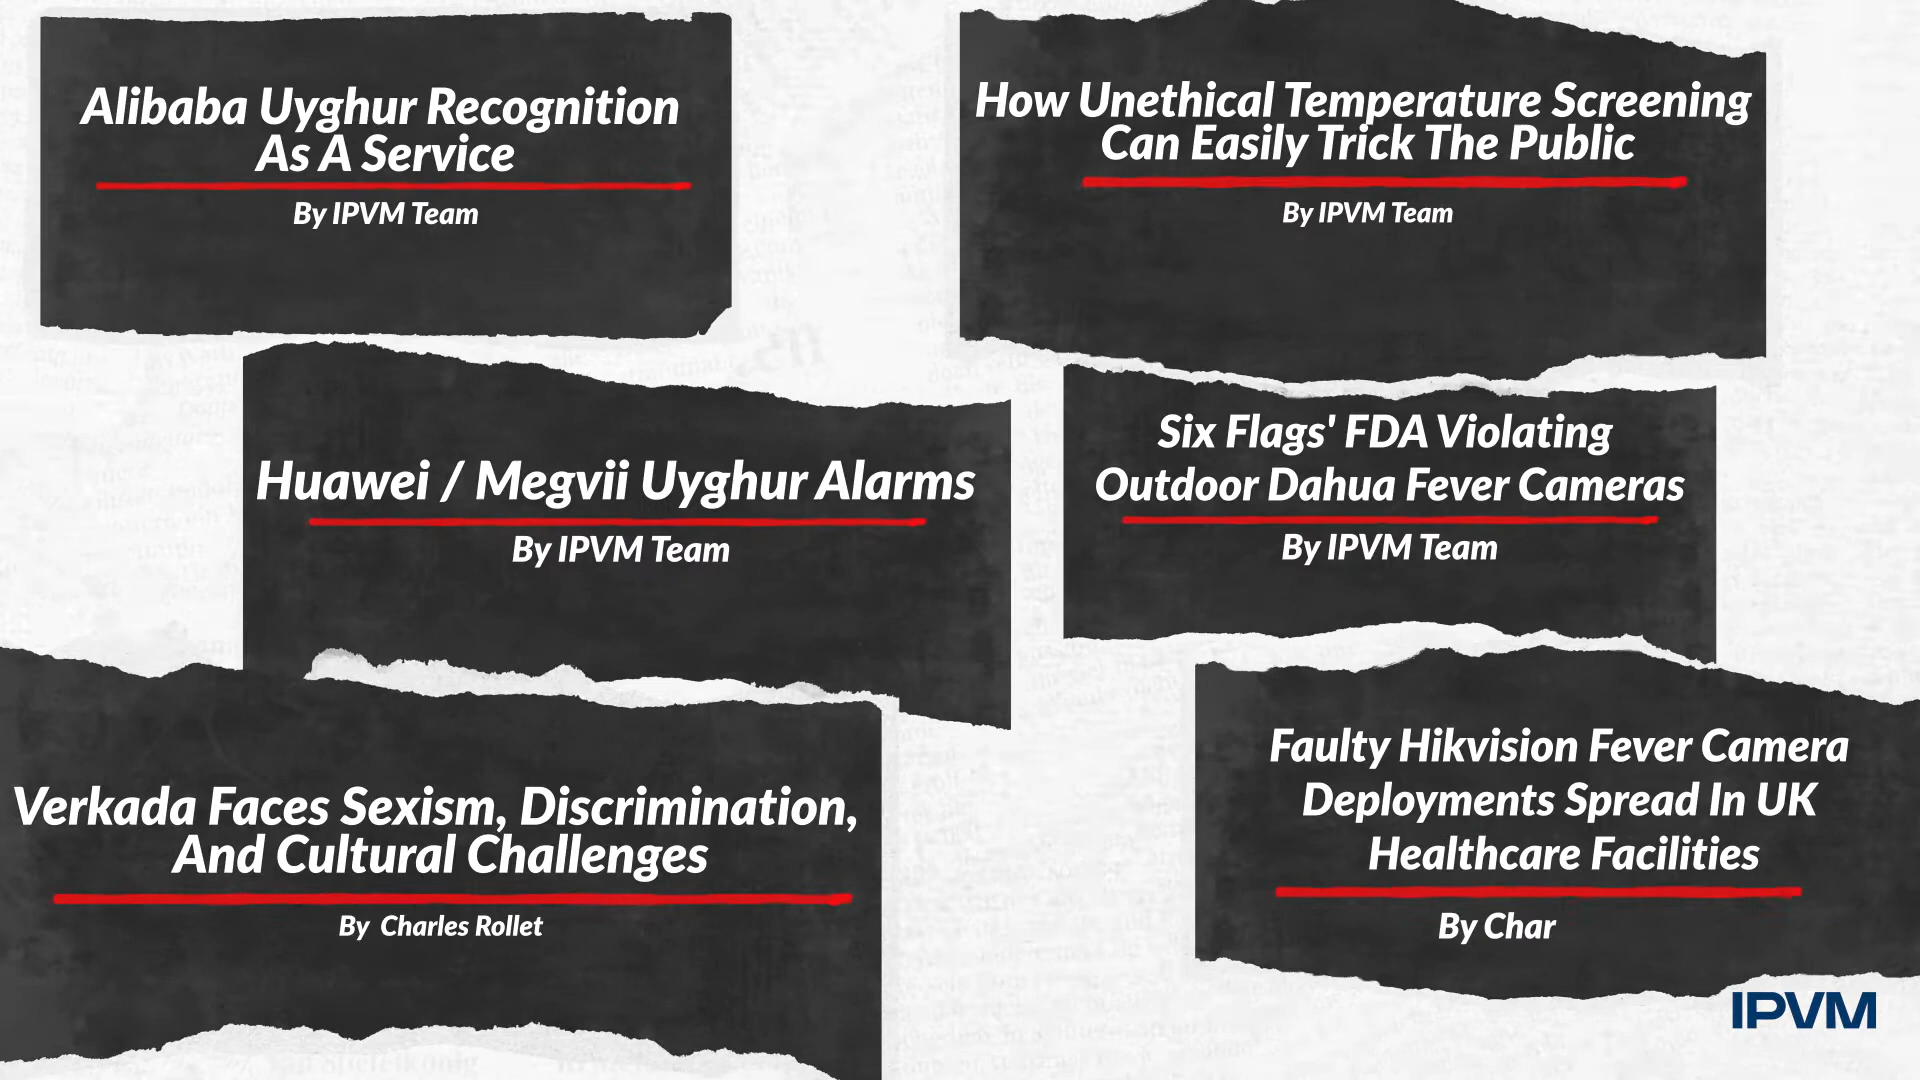 Alibaba Uyghur Recognition
As A Service
By IPVM Team
How Unethical Temperature Screening
Can Easily Trick The Public
By IPVM Team
Huawei / Megvii Uyghur Alarms
By IPVM Team
Six Flags' FDA Violating
Outdoor Dahua Fever Cameras
By IPVM Team
Verkada Faces Sexism, Discrimination,
And Cultural Challenges
By Charles Rollet
Faulty Hikvision Fever Camera
Deployments Spread In UK
Healthcare Facilities
By Char
IPVM